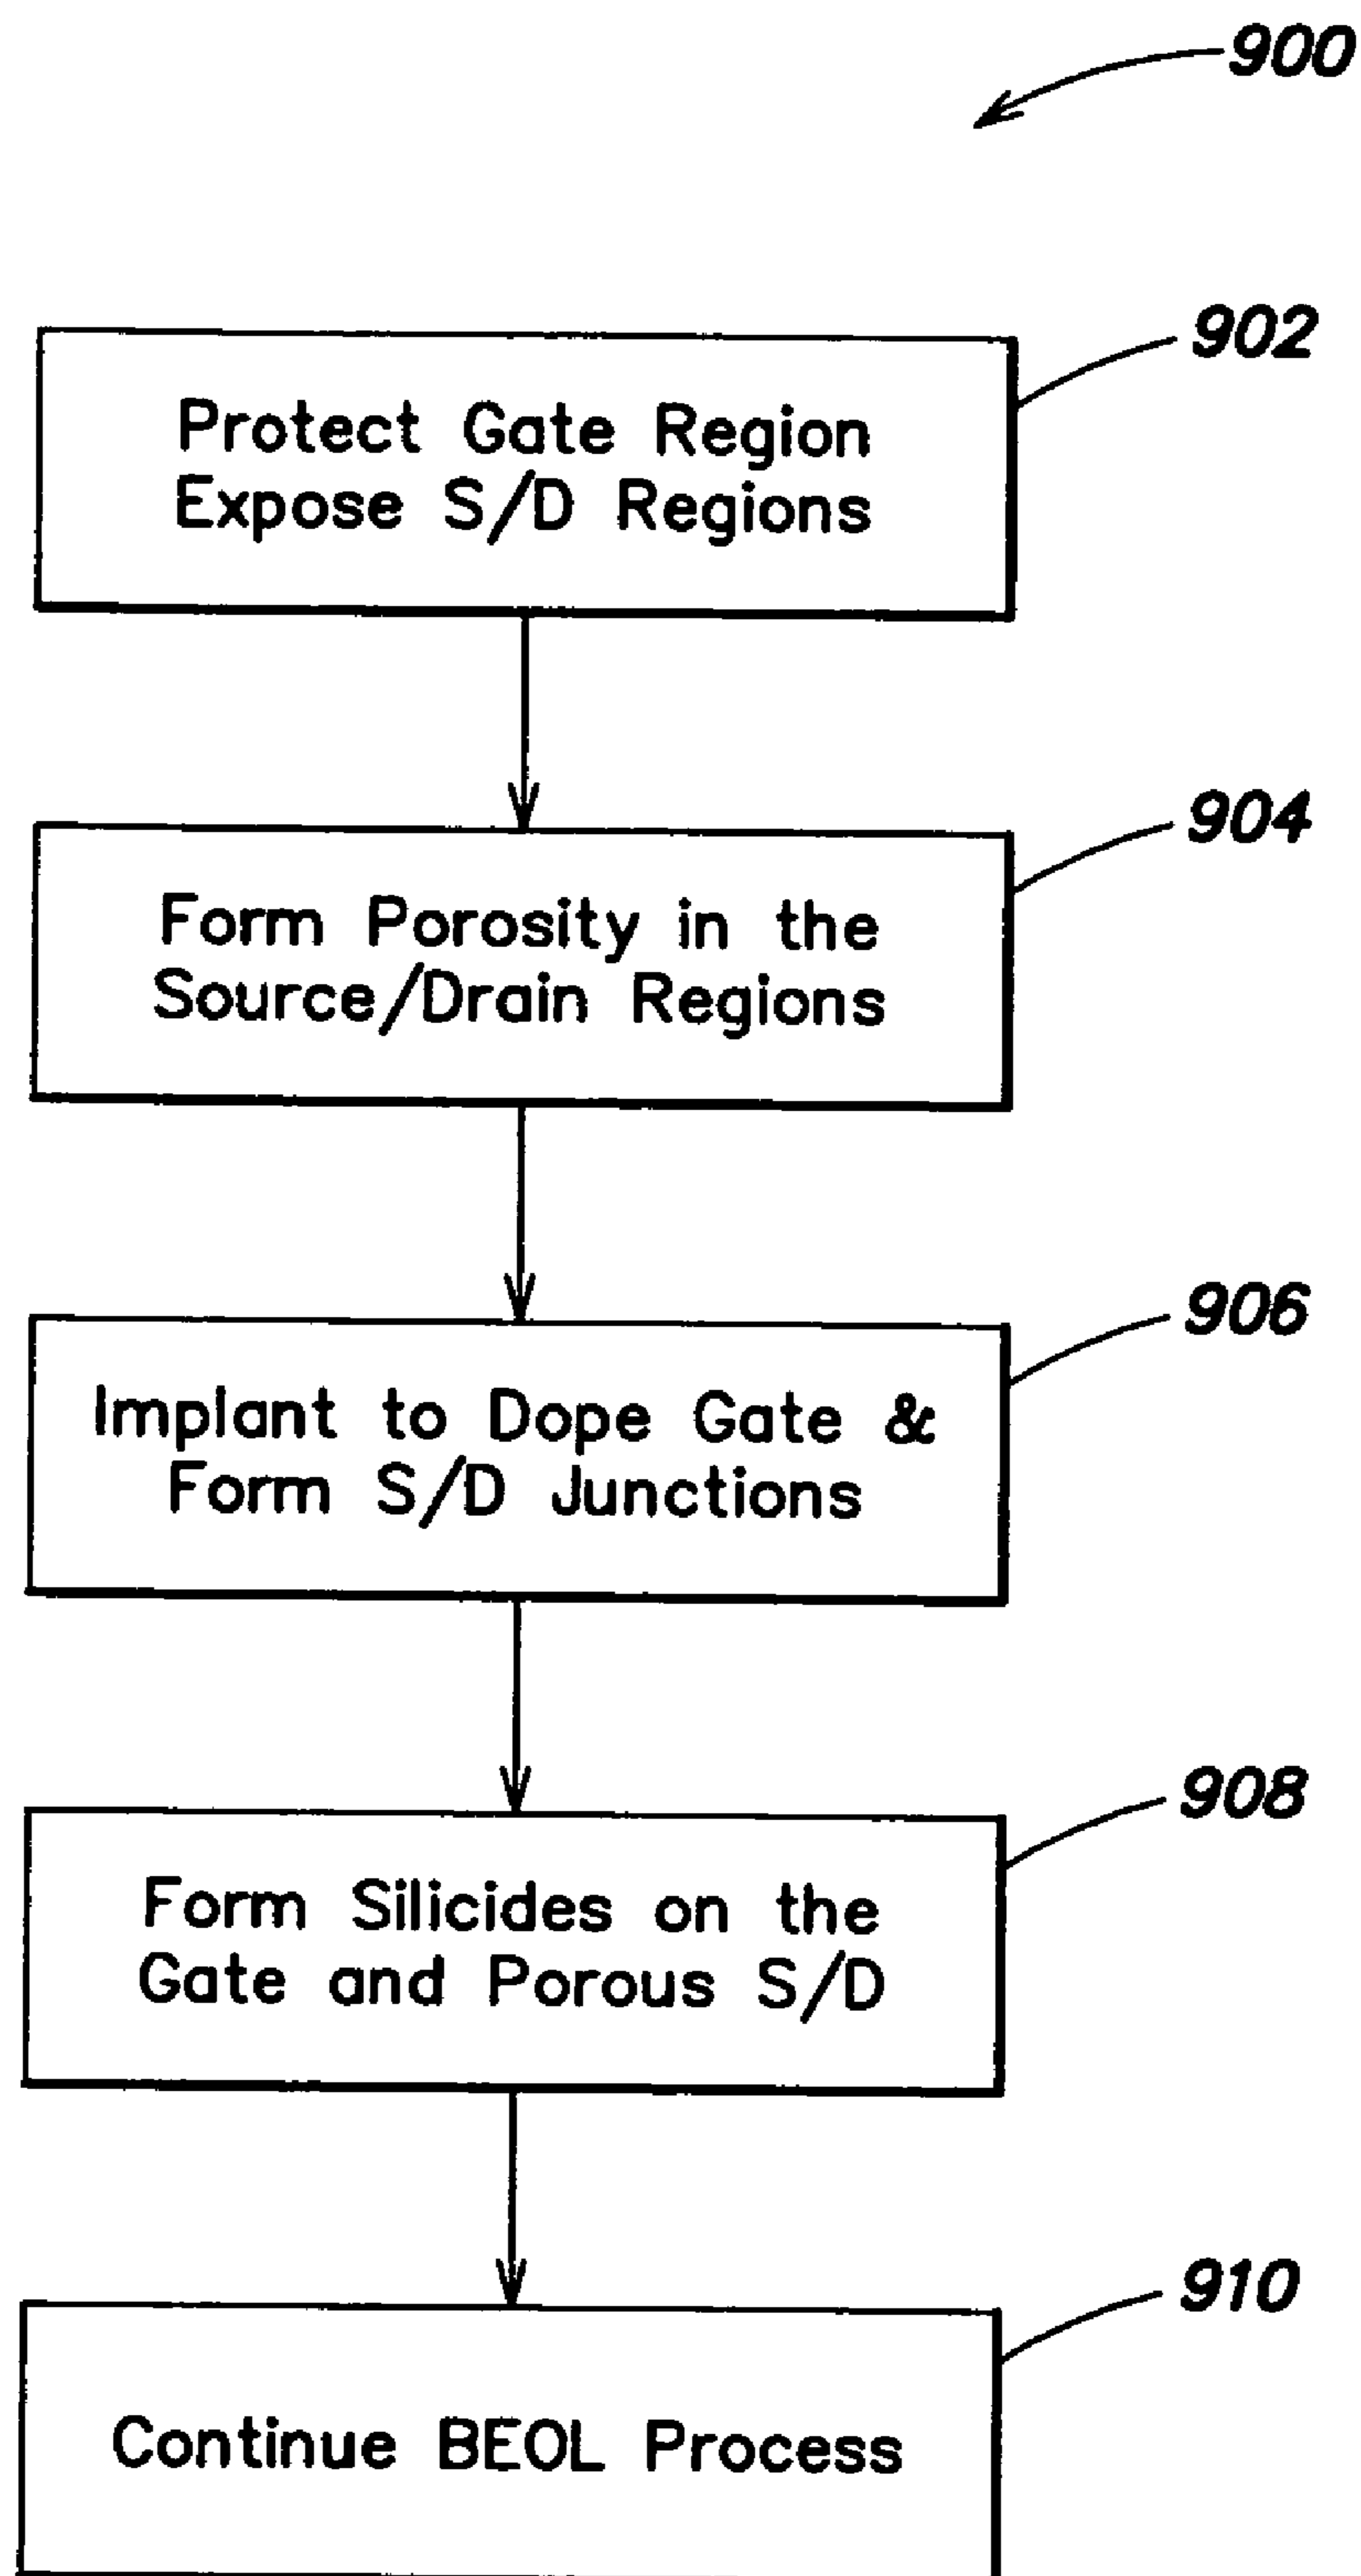 900
902
Protect Gate Region
Expose S/D Regions
904
Form Porosity in the
Source/Drain Regions
906
Implant to Dope Gate &
Form S/D Junctions
908
Form Silicides on the
Gate and Porous S/D
910
Continue BEOL Process